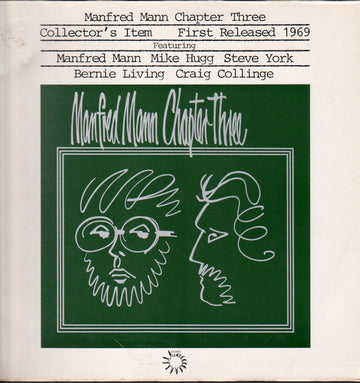 Manfred Mann Chapter Three
Collector's Item First Released 1969
Featuring
Manfred Mann Mike Hugg Steve York
Bernie Living Craig Collinge
Manfred Mann Chapter Three